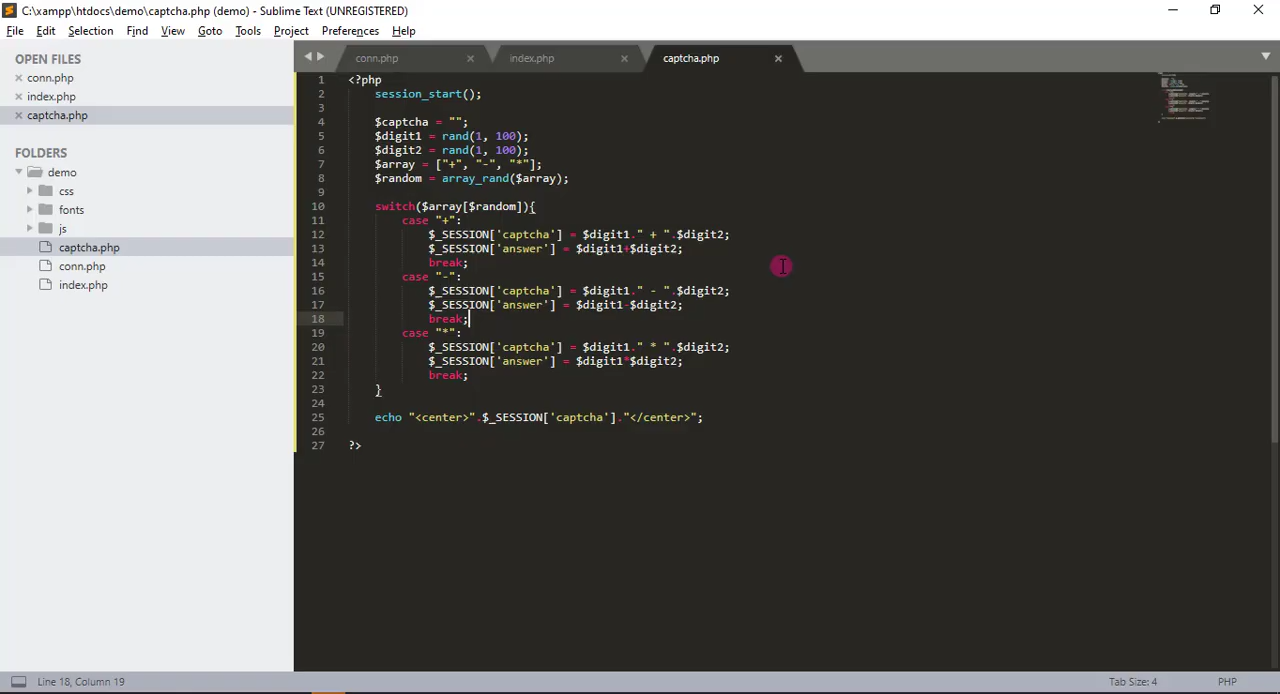 C:\xampp\htdocs\demo\captcha.php (demo) - Sublime Text (UNREGISTERED)
File Edit Selection Find View Goto Tools Project Preferences Help
OPEN FILES
conn.php
index.php
captcha.php
FOLDERS
demo
css
fonts
js
captcha.php
conn.php
index.php
conn.php index.php captcha.php
1 <?php
2 session_start();
3
4 $captcha = "";
5 $digit1 = rand(1, 100);
6 $digit2 = rand(1, 100);
7 $array = ["+", "-", "*"];
8 $random = array_rand($array);
9
10 switch($array[$random]){
11 case "+":
12 $_SESSION['captcha'] = $digit1." + ".$digit2;
13 $_SESSION['answer'] = $digit1+$digit2;
14 break;
15 case "-":
16 $_SESSION['captcha'] = $digit1." - ".$digit2;
17 $_SESSION['answer'] = $digit1-$digit2;
18 break;
19 case "*":
20 $_SESSION['captcha'] = $digit1." * ".$digit2;
21 $_SESSION['answer'] = $digit1*$digit2;
22 break;
23 }
24
25 echo "<center>".$_SESSION['captcha']."</center>";
26
27 ?>
Line 18, Column 19 Tab Size: 4 PHP